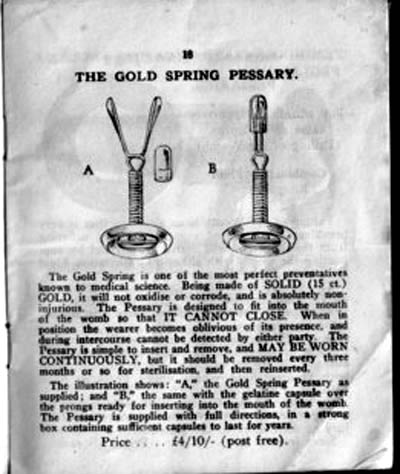 18
THE GOLD SPRING PESSARY.
A
B
The Gold Spring is one of the most perfect preventatives
known to medical science. Being made of SOLID (15 ct.)
GOLD, it will not oxidise or corrode, and is absolutely non-
injurious. The Pessary is designed to fit into the mouth
of the womb so that IT CANNOT CLOSE. When in
position the wearer becomes oblivious of its presence, and
during intercourse cannot be detected by either party. The
Pessary is simple to insert and remove, and MAY BE WORN
CONTINUOUSLY, but it should be removed every three
months or so for sterilisation, and then reinserted.
The illustration shows: "A," the Gold Spring Pessary as
supplied; and "B," the same with the gelatine capsule over
the prongs ready for inserting into the mouth of the womb.
The Pessary is supplied with full directions, in a strong
box containing sufficient capsules to last for years.
Price .... £4/10/- (post free).